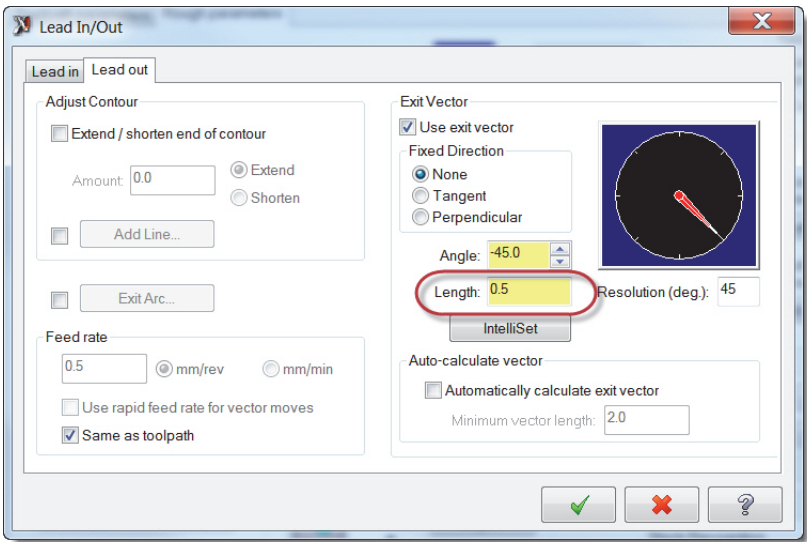 Lead In/Out
Lead in
Lead out
Adjust Contour
Extend / shorten end of contour
Amount: 0.0
Extend
Shorten
Add Line...
Exit Arc...
Feed rate
0.5
mm/rev
mm/min
Use rapid feed rate for vector moves
Same as toolpath
Exit Vector
Use exit vector
Fixed Direction
None
Tangent
Perpendicular
Angle: -45.0
Length: 0.5
Resolution (deg.): 45
IntelliSet
Auto-calculate vector
Automatically calculate exit vector
Minimum vector length: 2.0